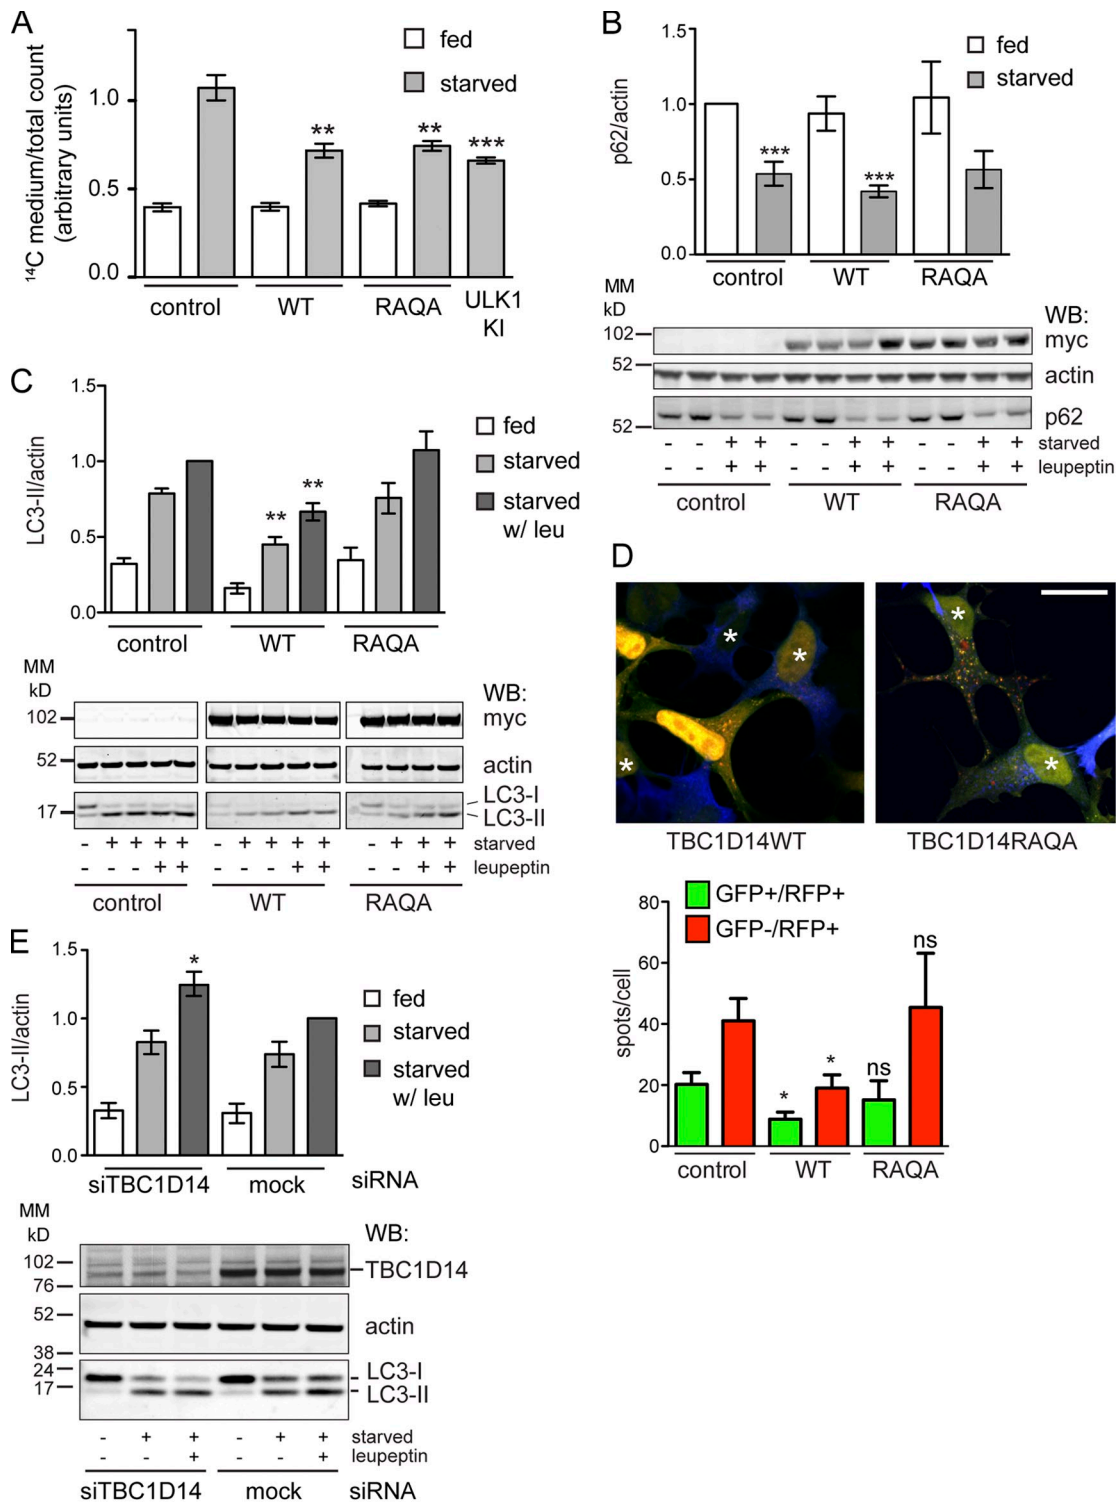 A
14C medium/total count
(arbitrary units)
1.0
0.5
0.0
fed
starved
** ** ***
control WT RAQA ULK1
KI
B
p62/actin
1.5
1.0
0.5
0.0
fed
starved
*** ***
control WT RAQA
MM
kD
WB:
102 myc
52 actin
52 p62
- - + + - - + + - - + + starved
- - + + - - + + - - + + leupeptin
control WT RAQA
C
LC3-II/actin
1.5
1.0
0.5
0.0
fed
starved
starved
w/ leu
** **
control WT RAQA
MM
kD
WB:
102 myc
52 actin
17 LC3-I
LC3-II
- + + + + - + + + + - + + + starved
- - - + + - - - + + - - + + leupeptin
control WT RAQA
D
* * *
* *
TBC1D14WT TBC1D14RAQA
GFP+/RFP+
GFP-/RFP+
spots/cell
80
60
40
20
0
* * ns ns
control WT RAQA
E
LC3-II/actin
1.5
1.0
0.5
0.0
*
fed
starved
starved
w/ leu
siTBC1D14 mock siRNA
MM
kD
WB:
102
76
TBC1D14
52
38
actin
24
17
LC3-I
LC3-II
- + + - + + starved
- - + - - + leupeptin
siTBC1D14 mock siRNA